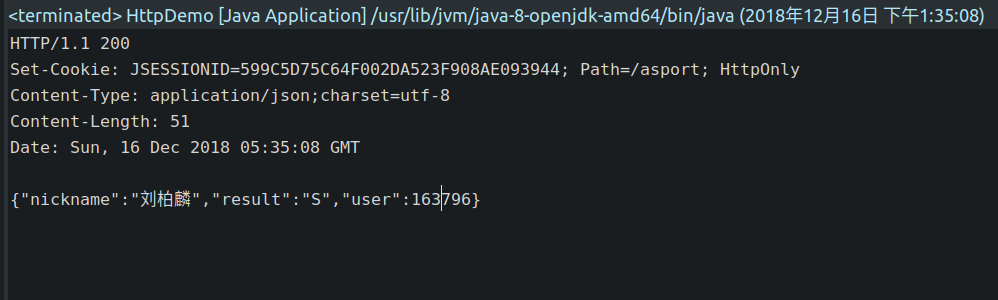 <terminated> HttpDemo [Java Application] /usr/lib/jvm/java-8-openjdk-amd64/bin/java (2018年12月16日 下午1:35:08)
HTTP/1.1 200
Set-Cookie: JSESSIONID=599C5D75C64F002DA523F908AE093944; Path=/asport; HttpOnly
Content-Type: application/json;charset=utf-8
Content-Length: 51
Date: Sun, 16 Dec 2018 05:35:08 GMT
{"nickname":"刘柏麟","result":"S","user":163796}